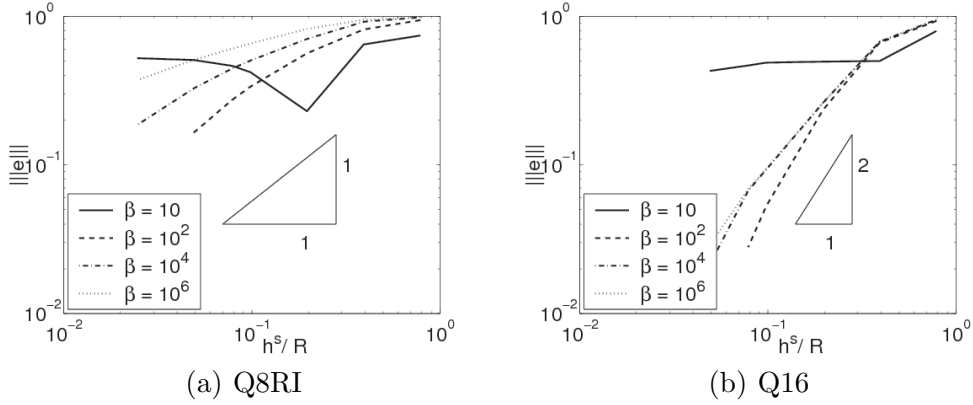 10^0
10^-1
10^-2
|||e|||
1
1
β = 10
β = 10^2
β = 10^4
β = 10^6
10^-2
10^-1
10^0
h^s/ R
(a) Q8RI
10^0
10^-1
10^-2
|||e|||
2
1
β = 10
β = 10^2
β = 10^4
β = 10^6
10^-2
10^-1
10^0
h^s/ R
(b) Q16